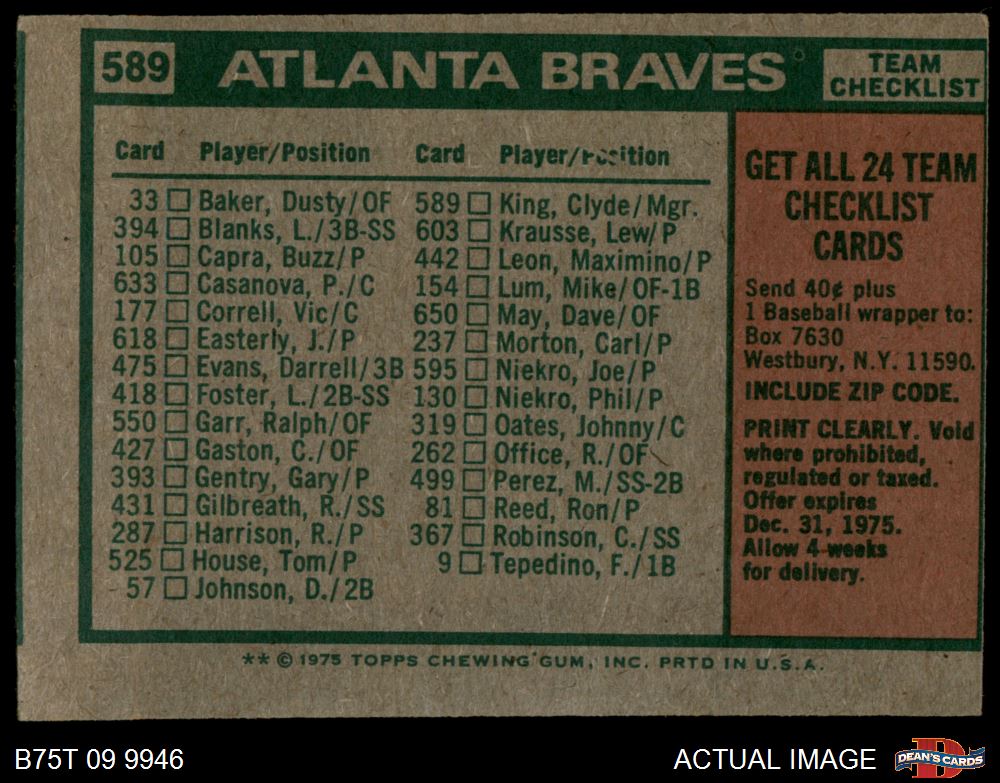 589 ATLANTA BRAVES TEAM CHECKLIST
Card Player/Position Card Player/Position
33 Baker, Dusty/OF
394 Blanks, L./3B-SS
105 Capra, Buzz/P
633 Casanova, P./C
177 Correll, Vic/C
618 Easterly, J./P
475 Evans, Darrell/3B
418 Foster, L./2B-SS
550 Garr, Ralph/OF
427 Gaston, C./OF
393 Gentry, Gary/P
431 Gilbreath, R./SS
287 Harrison, R./P
525 House, Tom/P
57 Johnson, D./2B
589 King, Clyde/Mgr.
603 Krausse, Lew/P
442 Leon, Maximino/P
154 Lum, Mike/OF-1B
650 May, Dave/OF
237 Morton, Carl/P
595 Niekro, Joe/P
130 Niekro, Phil/P
319 Oates, Johnny/C
262 Office, R./OF
499 Perez, M./SS-2B
81 Reed, Ron/P
367 Robinson, C./SS
9 Tepedino, F./1B
GET ALL 24 TEAM
CHECKLIST
CARDS
Send 40¢ plus
1 Baseball wrapper to:
Box 7630
Westbury, N.Y. 11590.
INCLUDE ZIP CODE.
PRINT CLEARLY. Void
where prohibited,
regulated or taxed.
Offer expires
Dec. 31, 1975.
Allow 4 weeks
for delivery.
** © 1975 TOPPS CHEWING GUM, INC. PRTD IN U.S.A.
B75T 09 9946
ACTUAL IMAGE
DEAN'S CARDS